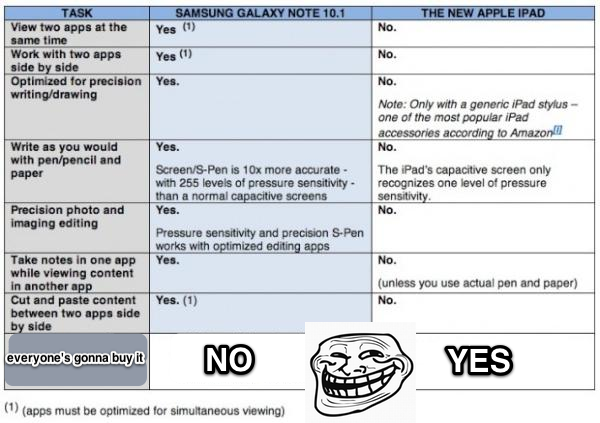 TASK SAMSUNG GALAXY NOTE 10.1 THE NEW APPLE IPAD
View two apps at the same time Yes (1) No.
Work with two apps side by side Yes (1) No.
Optimized for precision writing/drawing Yes. No.
Note: Only with a generic iPad stylus –
one of the most popular iPad
accessories according to Amazon[i]
Write as you would with pen/pencil and paper Yes. No.
Screen/S-Pen is 10x more accurate -
with 255 levels of pressure sensitivity -
than a normal capacitive screens
The iPad's capacitive screen only
recognizes one level of pressure
sensitivity.
Precision photo and imaging editing Yes. No.
Pressure sensitivity and precision S-Pen
works with optimized editing apps
Take notes in one app while viewing content in another app Yes. No.
(unless you use actual pen and paper)
Cut and paste content between two apps side by side Yes. (1) No.
everyone's gonna buy it NO YES
(1) (apps must be optimized for simultaneous viewing)